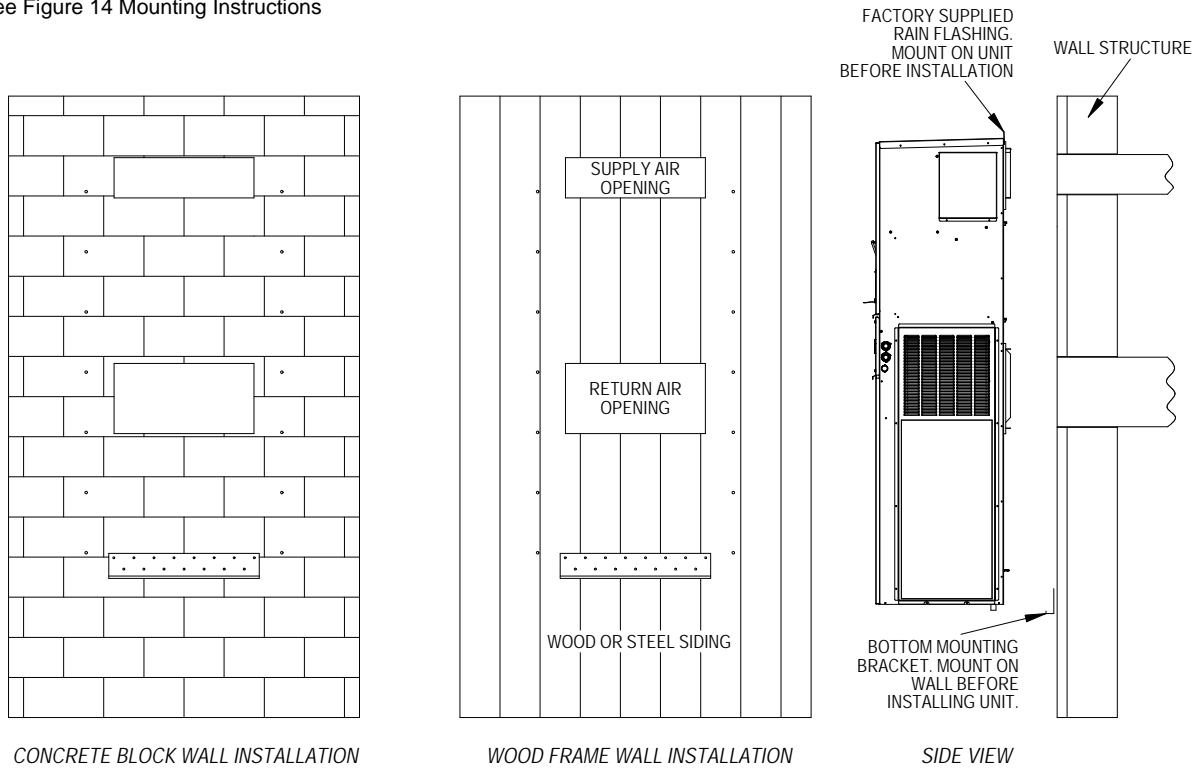 ee Figure 14 Mounting Instructions
FACTORY SUPPLIED
RAIN FLASHING.
MOUNT ON UNIT
BEFORE INSTALLATION
WALL STRUCTURE
SUPPLY AIR
OPENING
RETURN AIR
OPENING
WOOD OR STEEL SIDING
BOTTOM MOUNTING
BRACKET. MOUNT ON
WALL BEFORE
INSTALLING UNIT.
CONCRETE BLOCK WALL INSTALLATION
WOOD FRAME WALL INSTALLATION
SIDE VIEW